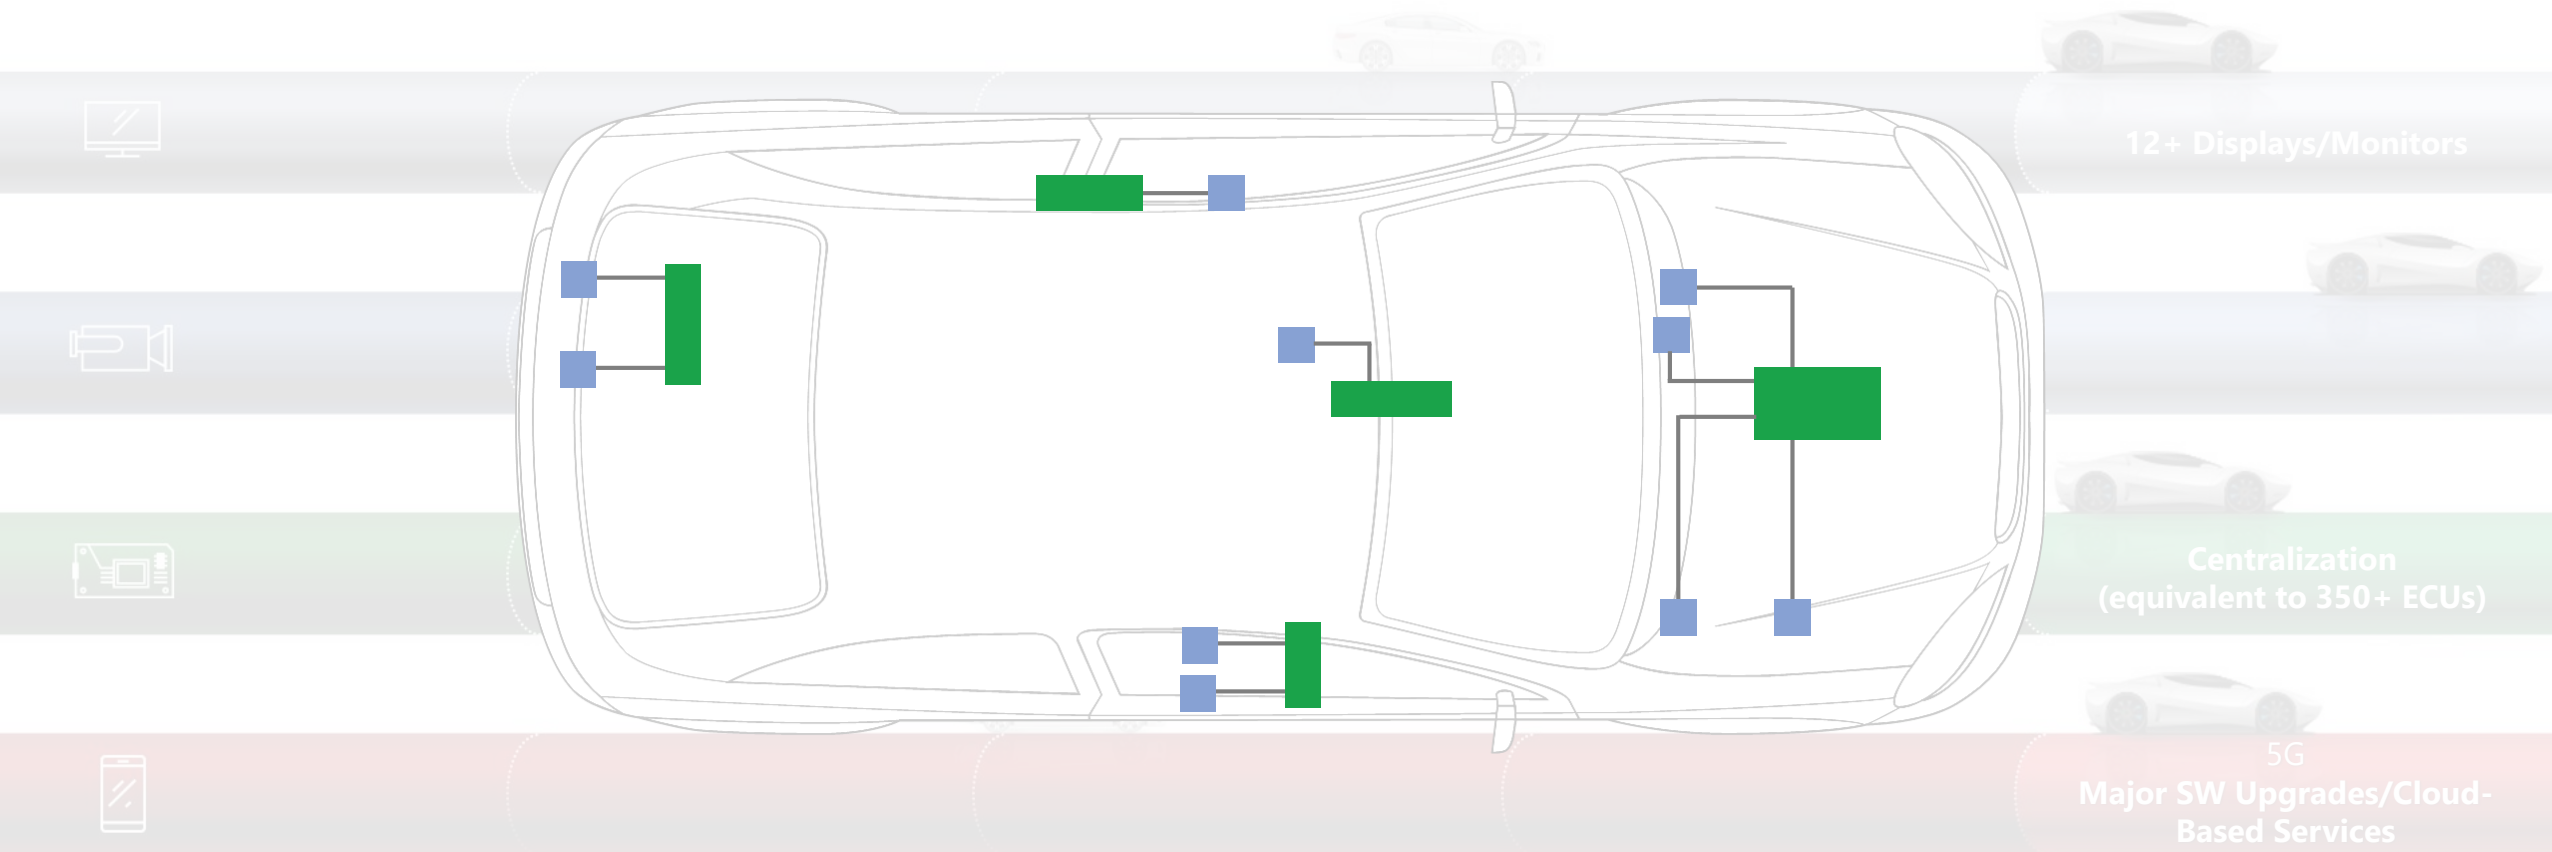 12+ Displays/Monitors
Centralization
(equivalent to 350+ ECUs)
5G
Major SW Upgrades/Cloud-
Based Services